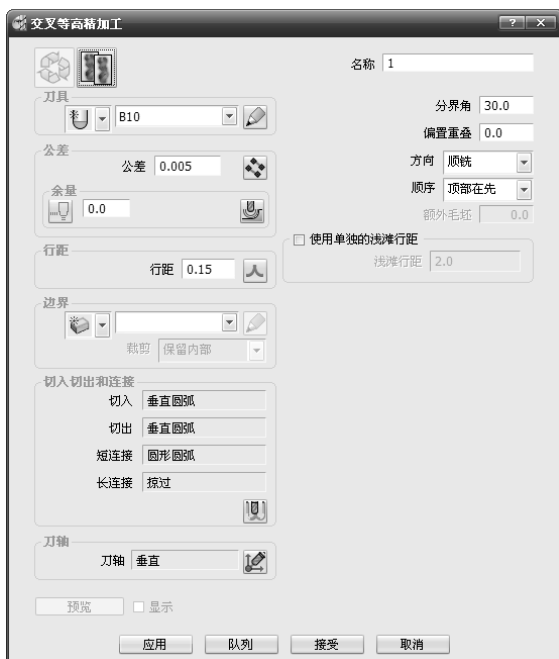 交叉等高精加工
名称 1
刀具
B10
公差
公差 0.005
余量
0.0
行距
行距 0.15
边界
裁剪 保留内部
切入切出和连接
切入 垂直圆弧
切出 垂直圆弧
短连接 圆形圆弧
长连接 掠过
刀轴
刀轴 垂直
预览 显示
分界角 30.0
偏置重叠 0.0
方向 顺铣
顺序 顶部在先
额外毛坯 0.0
使用单独的浅滩行距
浅滩行距 2.0
应用 队列 接受 取消